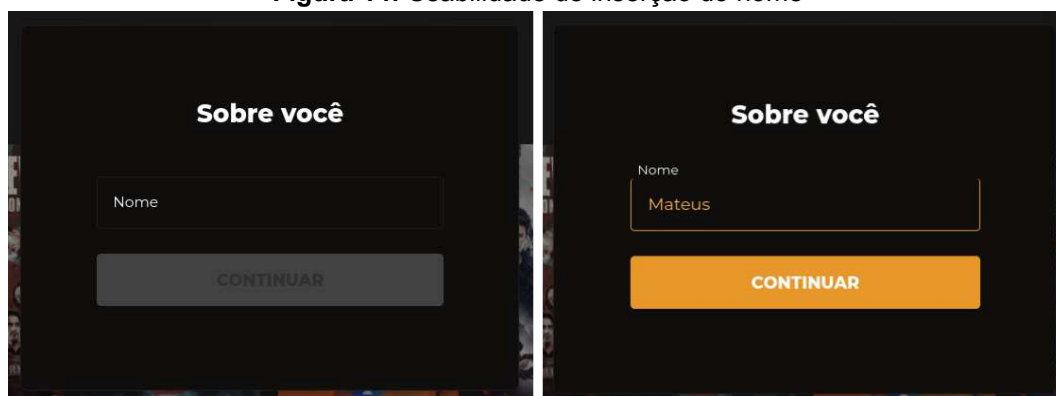 Sobre você
Nome
CONTINUAR
Sobre você
Nome
Mateus
CONTINUAR